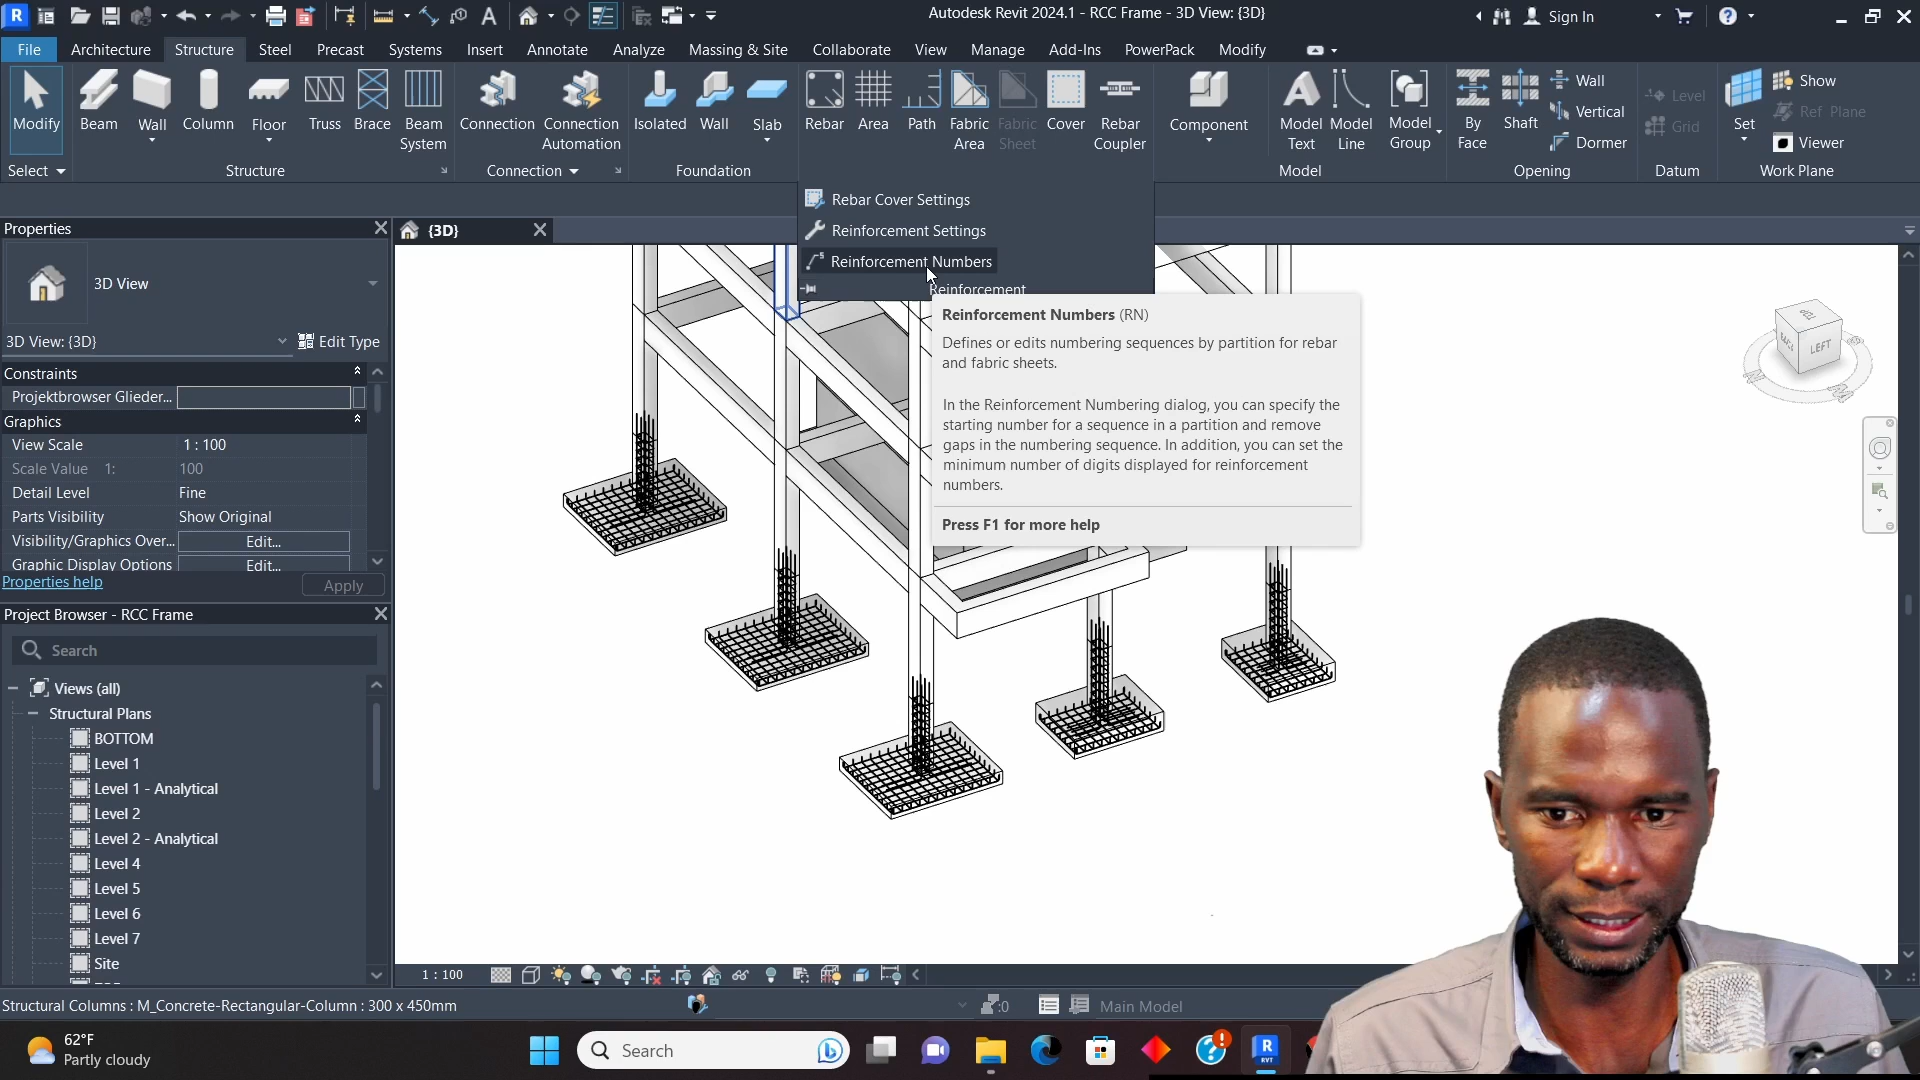 Autodesk Revit 2024.1 - RCC Frame - 3D View: {3D}
Sign In
File Architecture Structure Steel Precast Systems Insert Annotate Analyze Massing & Site Collaborate View Manage Add-Ins PowerPack Modify
Modify
Beam
Wall
Column
Floor
Truss
Brace
Beam
System
Connection
Connection
Automation
Isolated
Wall
Slab
Rebar
Area
Path
Fabric
Area
Fabric
Sheet
Cover
Rebar
Coupler
Component
Model
Text
Model
Line
Model
Group
By
Face
Shaft
Wall
Vertical
Dormer
Level
Grid
Set
Show
Ref Plane
Viewer
Select
Structure
Connection
Foundation
Model
Opening
Datum
Work Plane
Rebar Cover Settings
Reinforcement Settings
Reinforcement Numbers
Reinforcement
Reinforcement Numbers (RN)
Defines or edits numbering sequences by partition for rebar
and fabric sheets.
In the Reinforcement Numbering dialog, you can specify the
starting number for a sequence in a partition and remove
gaps in the numbering sequence. In addition, you can set the
minimum number of digits displayed for reinforcement
numbers.
Press F1 for more help
Properties
{3D}
3D View
3D View: {3D}
Edit Type
Constraints
Projektbrowser Glieder...
Graphics
View Scale 1 : 100
Scale Value 1: 100
Detail Level Fine
Parts Visibility Show Original
Visibility/Graphics Over... Edit...
Graphic Display Options Edit...
Properties help
Apply
Project Browser - RCC Frame
Search
Views (all)
Structural Plans
BOTTOM
Level 1
Level 1 - Analytical
Level 2
Level 2 - Analytical
Level 4
Level 5
Level 6
Level 7
Site
LEFT
1 : 100
Structural Columns : M_Concrete-Rectangular-Column : 300 x 450mm
:0
Main Model
62°F
Partly cloudy
Search